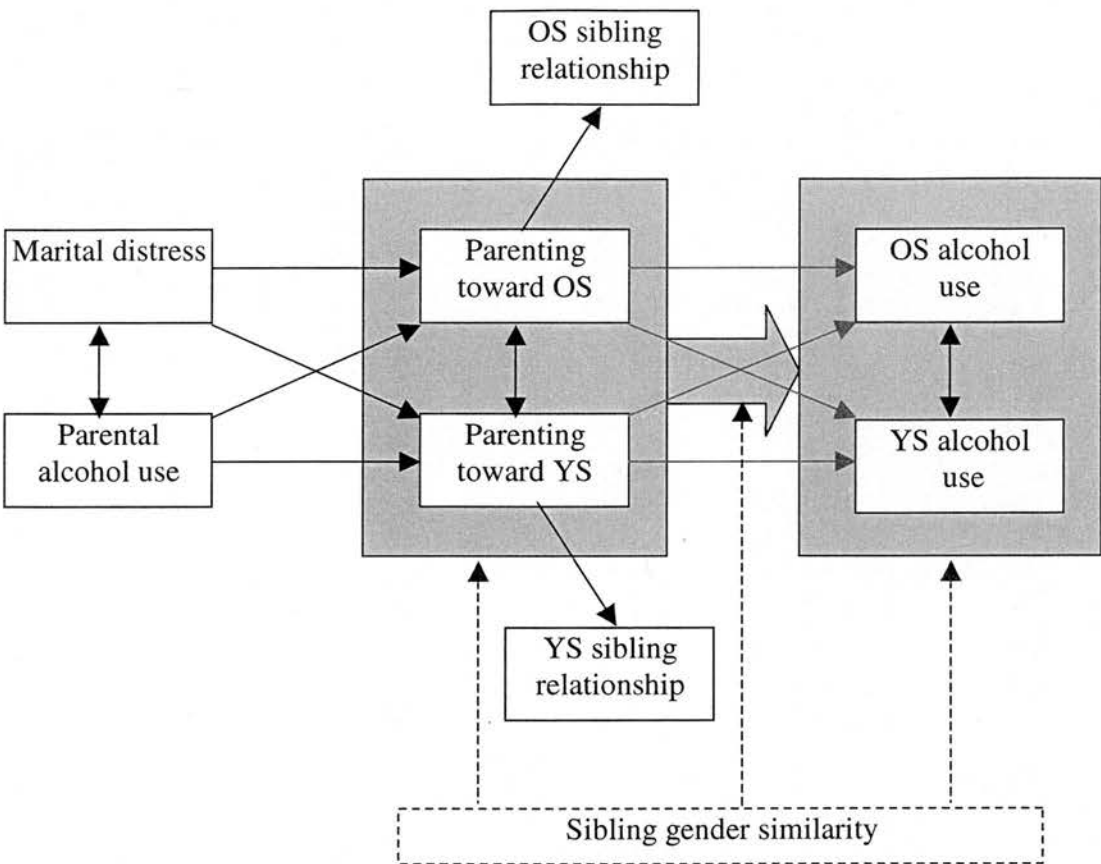 OS sibling
relationship
Marital distress
Parenting
toward OS
OS alcohol
use
Parental
alcohol use
Parenting
toward YS
YS alcohol
use
YS sibling
relationship
Sibling gender similarity